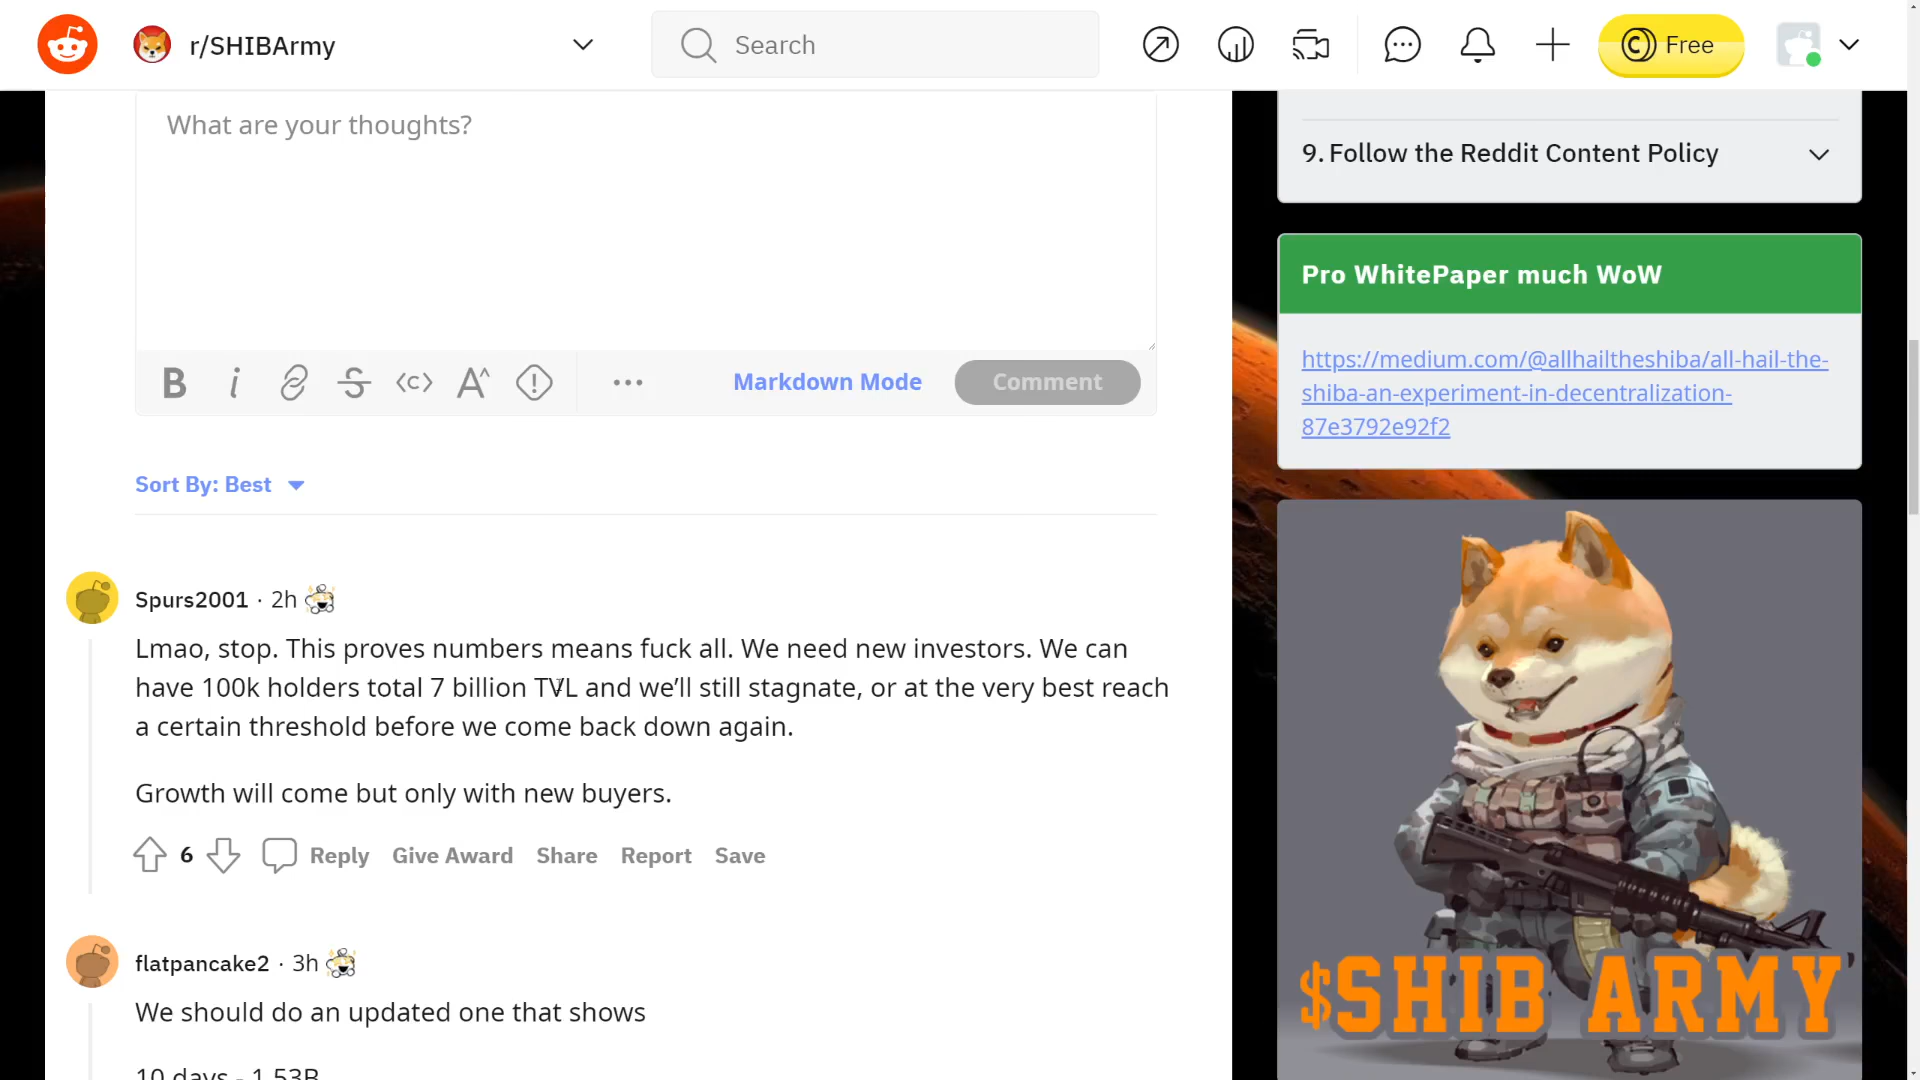 r/SHIBArmy
Search
Free
What are your thoughts?
Markdown Mode
Comment
Sort By: Best
Spurs2001 · 2h
Lmao, stop. This proves numbers means fuck all. We need new investors. We can
have 100k holders total 7 billion TVL and we’ll still stagnate, or at the very best reach
a certain threshold before we come back down again.
Growth will come but only with new buyers.
6
Reply
Give Award
Share
Report
Save
flatpancake2 · 3h
We should do an updated one that shows
10 days - 1.53B
9. Follow the Reddit Content Policy
Pro WhitePaper much WoW
https://medium.com/@allhailtheshiba/all-hail-the-
shiba-an-experiment-in-decentralization-
87e3792e92f2
$SHIB ARMY